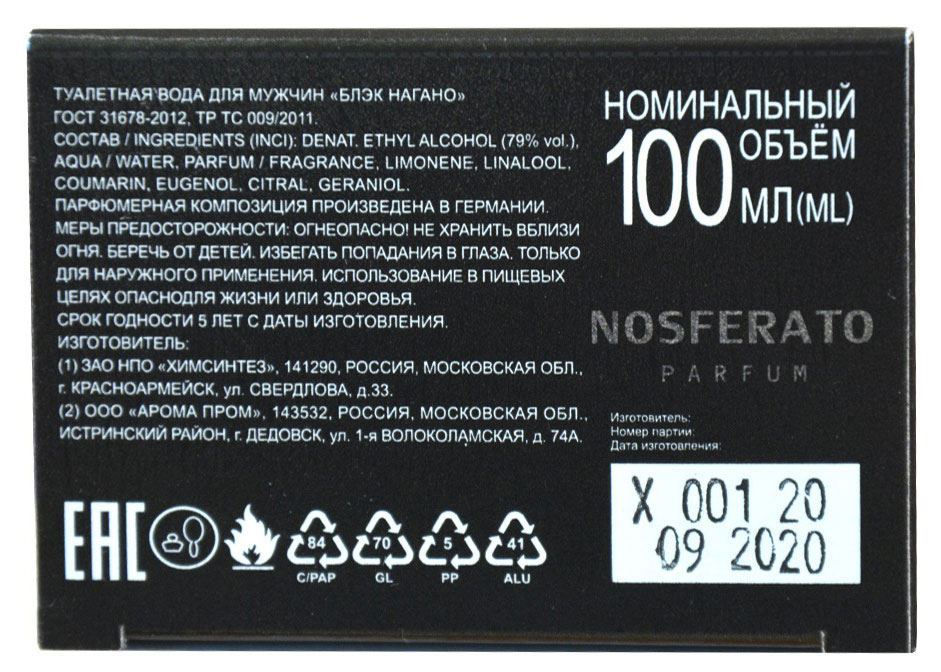 ТУАЛЕТНАЯ ВОДА ДЛЯ МУЖЧИН «БЛЭК НАГАНО»
ГОСТ 31678-2012, ТР ТС 009/2011.
СОСТАВ / INGREDIENTS (INCI): DENAT. ETHYL ALCOHOL (79% vol.),
AQUA / WATER, PARFUM / FRAGRANCE, LIMONENE, LINALOOL,
COUMARIN, EUGENOL, CITRAL, GERANIOL.
ПАРФЮМЕРНАЯ КОМПОЗИЦИЯ ПРОИЗВЕДЕНА В ГЕРМАНИИ.
МЕРЫ ПРЕДОСТОРОЖНОСТИ: ОГНЕОПАСНО! НЕ ХРАНИТЬ ВБЛИЗИ
ОГНЯ. БЕРЕЧЬ ОТ ДЕТЕЙ. ИЗБЕГАТЬ ПОПАДАНИЯ В ГЛАЗА. ТОЛЬКО
ДЛЯ НАРУЖНОГО ПРИМЕНЕНИЯ. ИСПОЛЬЗОВАНИЕ В ПИЩЕВЫХ
ЦЕЛЯХ ОПАСНОДЛЯ ЖИЗНИ ИЛИ ЗДОРОВЬЯ.
СРОК ГОДНОСТИ 5 ЛЕТ С ДАТЫ ИЗГОТОВЛЕНИЯ.
ИЗГОТОВИТЕЛЬ:
(1) ЗАО НПО «ХИМСИНТЕЗ», 141290, РОССИЯ, МОСКОВСКАЯ ОБЛ.,
г. КРАСНОАРМЕЙСК, ул. СВЕРДЛОВА, д.33.
(2) ООО «АРОМА ПРОМ», 143532, РОССИЯ, МОСКОВСКАЯ ОБЛ.,
ИСТРИНСКИЙ РАЙОН, г. ДЕДОВСК, ул. 1-я ВОЛОКОЛАМСКАЯ, д. 74А.
НОМИНАЛЬНЫЙ
100 ОБЪЁМ
МЛ(ML)
NOSFERATO
PARFUM
Изготовитель:
Номер партии:
Дата изготовления:
X 001 20
09 2020
EAC
84 70 5 41
C/PAP GL PP ALU